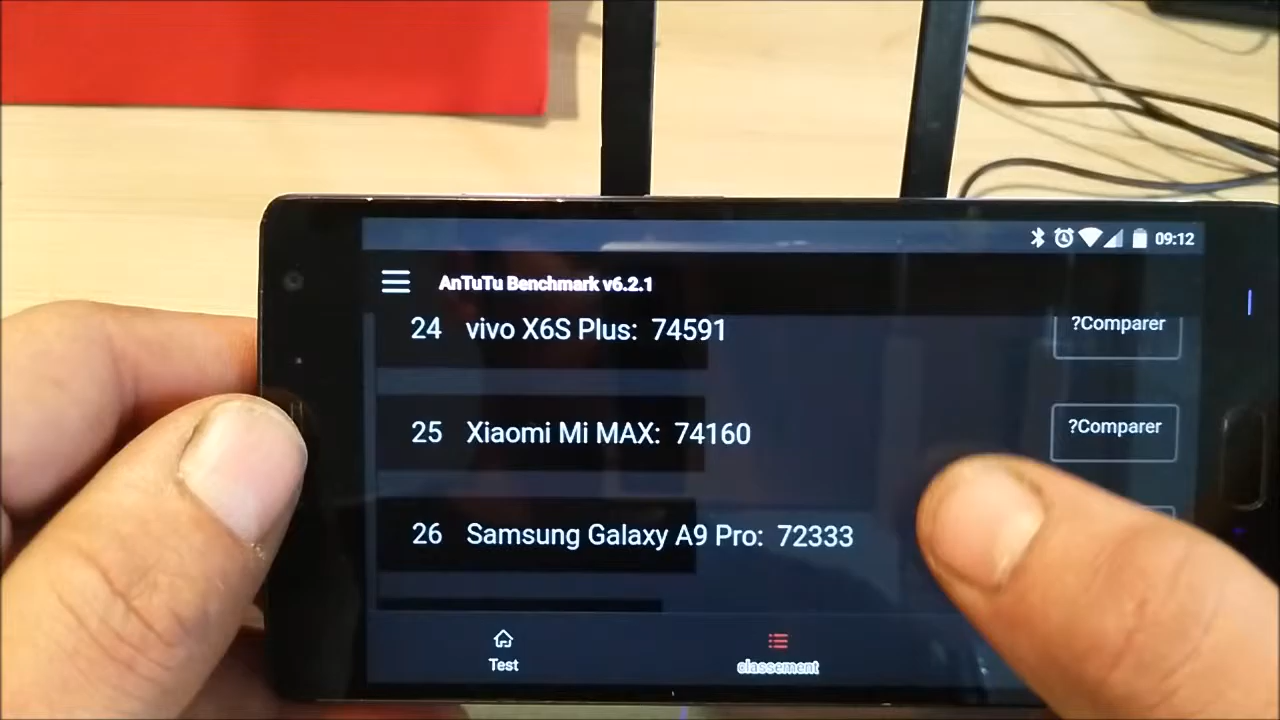 09:12
AnTuTu Benchmark v6.2.1
24 vivo X6S Plus: 74591 ?Comparer
25 Xiaomi Mi MAX: 74160 ?Comparer
26 Samsung Galaxy A9 Pro: 72333
Test classement